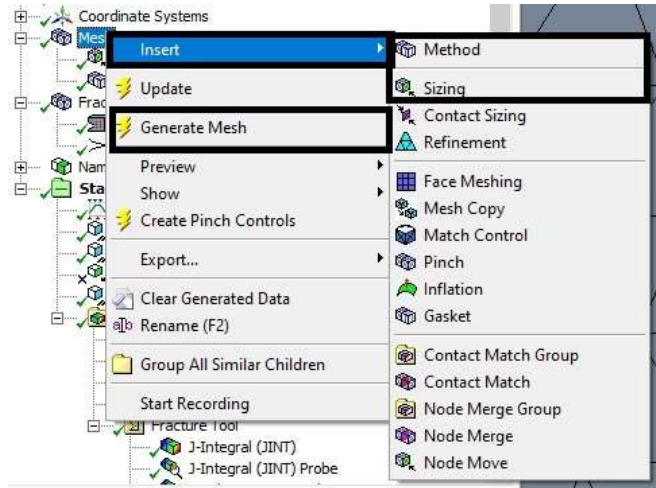 Coordinate Systems
Mes
Insert
Update
Frac
Generate Mesh
Nam
Preview
Sta
Show
Create Pinch Controls
Export...
Clear Generated Data
Rename (F2)
Group All Similar Children
Start Recording
Fracture Tool
J-Integral (JINT)
J-Integral (JINT) Probe
Method
Sizing
Contact Sizing
Refinement
Face Meshing
Mesh Copy
Match Control
Pinch
Inflation
Gasket
Contact Match Group
Contact Match
Node Merge Group
Node Merge
Node Move